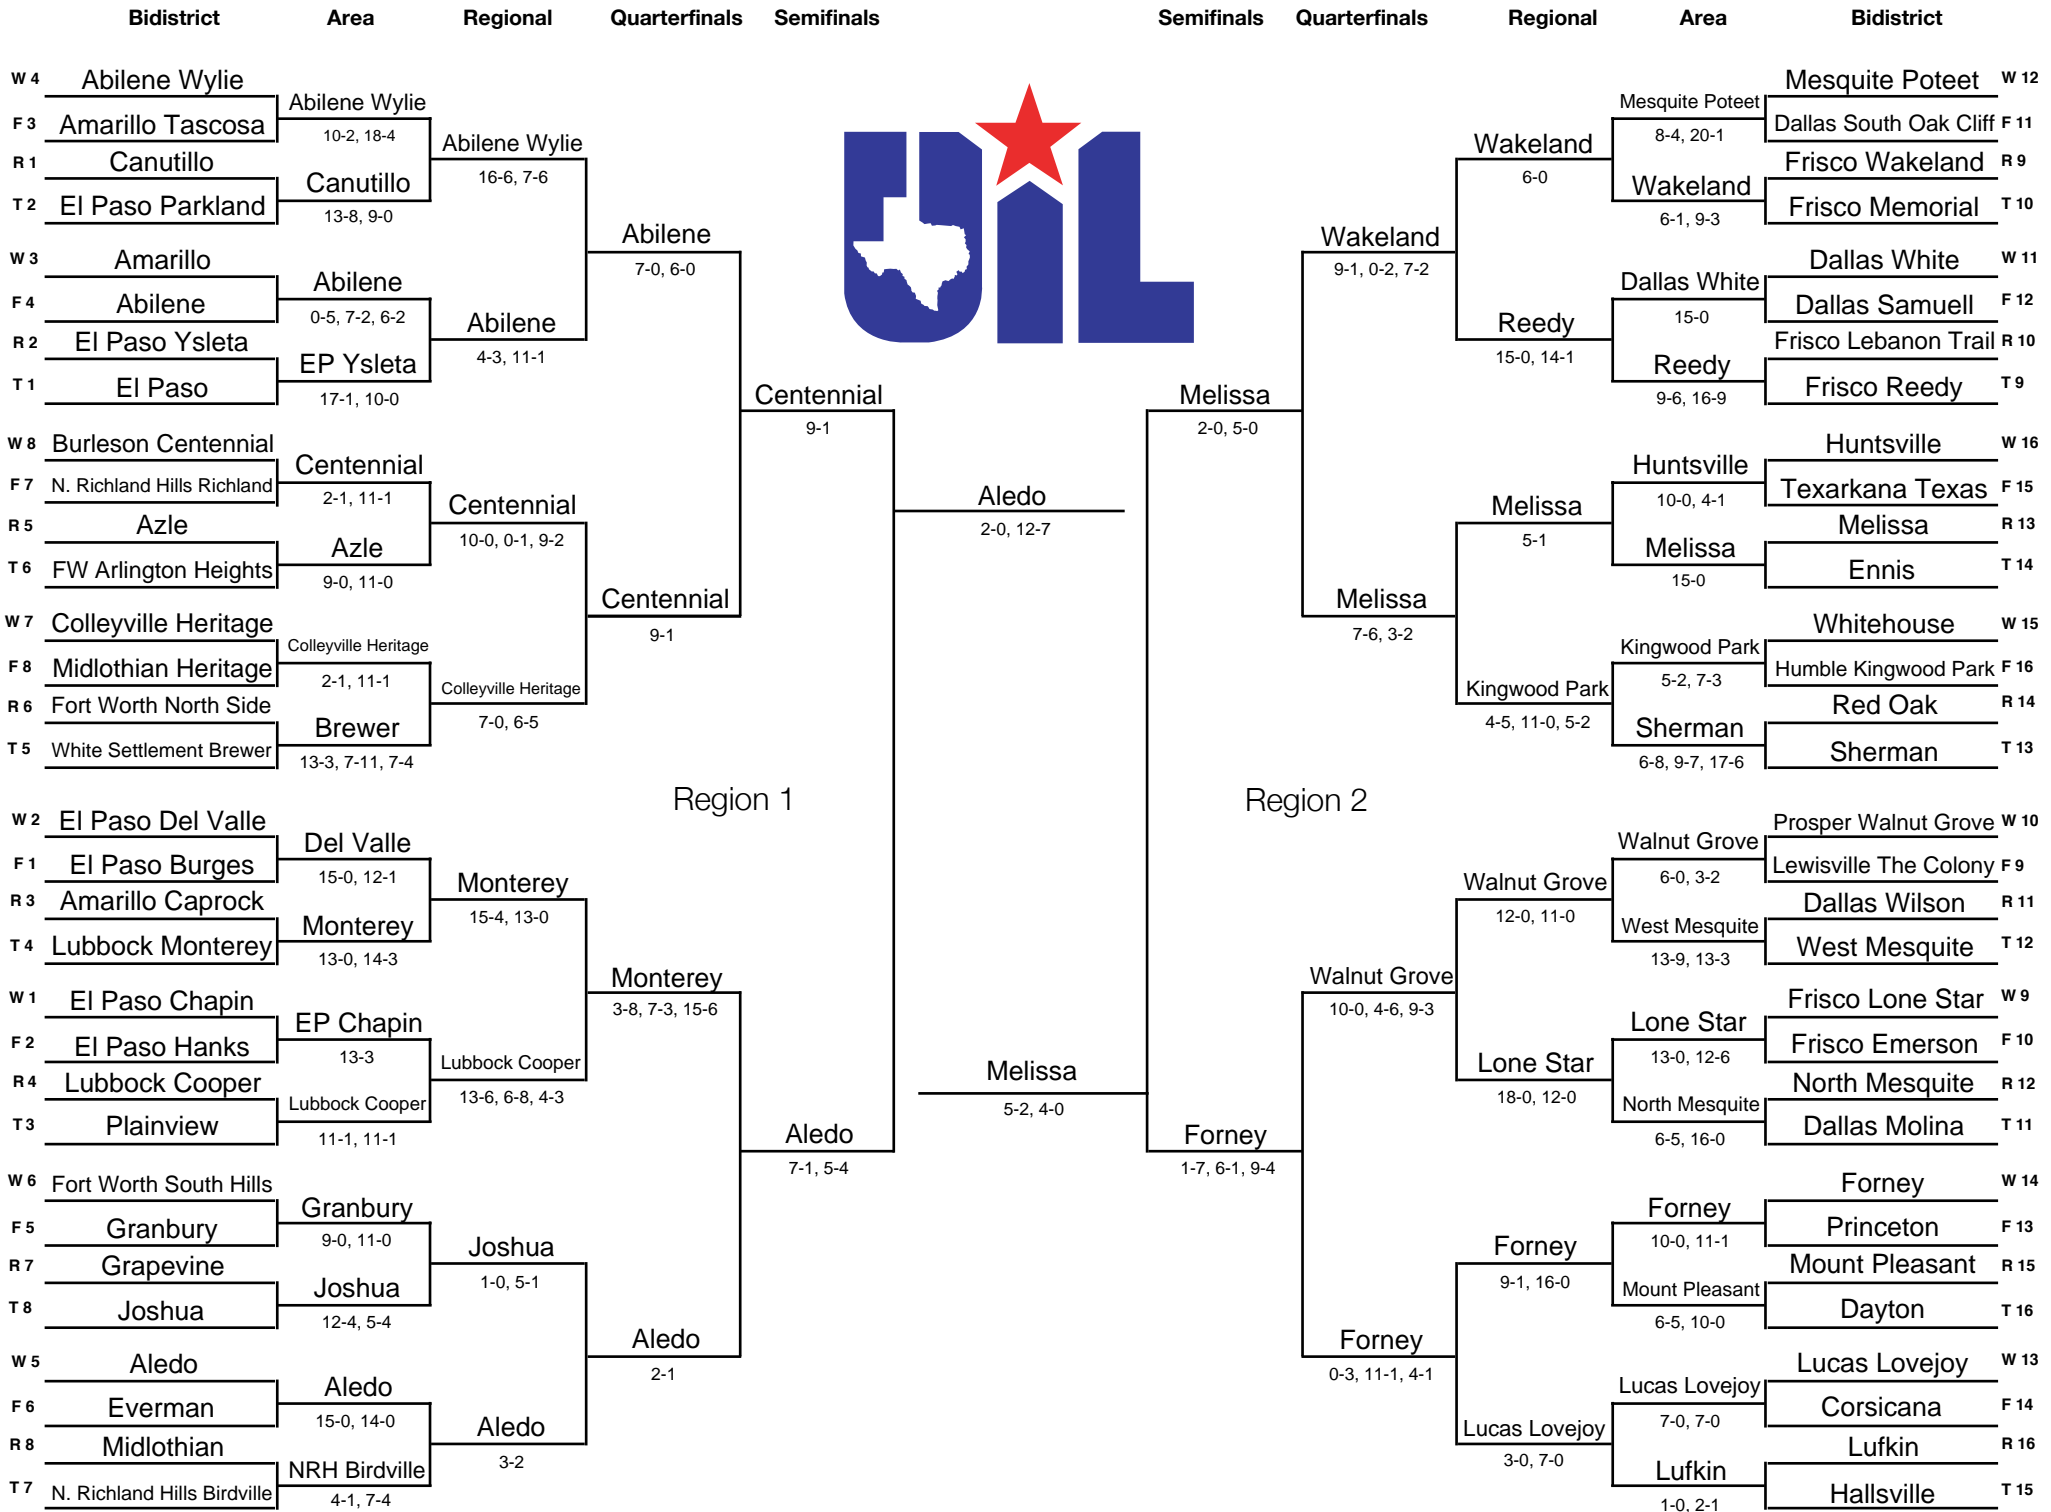 Bidistrict Area Regional Quarterfinals Semifinals Semifinals Quarterfinals Regional Area Bidistrict
W 4 Abilene Wylie
Abilene Wylie
F 3 Amarillo Tascosa
10-2, 18-4
Abilene Wylie
16-6, 7-6
R 1 Canutillo
Canutillo
T 2 El Paso Parkland
13-8, 9-0
Abilene
7-0, 6-0
W 3 Amarillo
Abilene
F 4 Abilene
0-5, 7-2, 6-2
Abilene
4-3, 11-1
R 2 El Paso Ysleta
EP Ysleta
T 1 El Paso
17-1, 10-0
Centennial
9-1
W 8 Burleson Centennial
Centennial
F 7 N. Richland Hills Richland
2-1, 11-1
Centennial
10-0, 0-1, 9-2
R 5 Azle
Azle
T 6 FW Arlington Heights
9-0, 11-0
Centennial
9-1
W 7 Colleyville Heritage
Colleyville Heritage
F 8 Midlothian Heritage
2-1, 11-1
Colleyville Heritage
7-0, 6-5
R 6 Fort Worth North Side
Brewer
T 5 White Settlement Brewer
13-3, 7-11, 7-4
Aledo
2-0, 12-7
Region 1
W 2 El Paso Del Valle
Del Valle
F 1 El Paso Burges
15-0, 12-1
Monterey
15-4, 13-0
R 3 Amarillo Caprock
Monterey
T 4 Lubbock Monterey
13-0, 14-3
Monterey
3-8, 7-3, 15-6
W 1 El Paso Chapin
EP Chapin
F 2 El Paso Hanks
13-3
Lubbock Cooper
13-6, 6-8, 4-3
R 4 Lubbock Cooper
Lubbock Cooper
T 3 Plainview
11-1, 11-1
Aledo
7-1, 5-4
W 6 Fort Worth South Hills
Granbury
F 5 Granbury
9-0, 11-0
Joshua
1-0, 5-1
R 7 Grapevine
Joshua
T 8 Joshua
12-4, 5-4
Aledo
2-1
W 5 Aledo
Aledo
F 6 Everman
15-0, 14-0
Aledo
3-2
R 8 Midlothian
NRH Birdville
T 7 N. Richland Hills Birdville
4-1, 7-4
UIL
Mesquite Poteet W 12
Mesquite Poteet
Dallas South Oak Cliff F 11
8-4, 20-1
Wakeland
6-0
Frisco Wakeland R 9
Wakeland
Frisco Memorial T 10
6-1, 9-3
Wakeland
9-1, 0-2, 7-2
Dallas White W 11
Dallas White
Dallas Samuell F 12
15-0
Reedy
15-0, 14-1
Frisco Lebanon Trail R 10
Reedy
Frisco Reedy T 9
9-6, 16-9
Melissa
2-0, 5-0
Huntsville W 16
Huntsville
Texarkana Texas F 15
10-0, 4-1
Melissa
5-1
Melissa R 13
Melissa
Ennis T 14
15-0
Melissa
7-6, 3-2
Whitehouse W 15
Kingwood Park
Humble Kingwood Park F 16
5-2, 7-3
Kingwood Park
4-5, 11-0, 5-2
Red Oak R 14
Sherman
Sherman T 13
6-8, 9-7, 17-6
Region 2
Melissa
5-2, 4-0
Prosper Walnut Grove W 10
Walnut Grove
Lewisville The Colony F 9
6-0, 3-2
Walnut Grove
12-0, 11-0
Dallas Wilson R 11
West Mesquite
West Mesquite T 12
13-9, 13-3
Walnut Grove
10-0, 4-6, 9-3
Frisco Lone Star W 9
Lone Star
Frisco Emerson F 10
13-0, 12-6
Lone Star
18-0, 12-0
North Mesquite R 12
North Mesquite
Dallas Molina T 11
6-5, 16-0
Forney
1-7, 6-1, 9-4
Forney W 14
Forney
Princeton F 13
10-0, 11-1
Forney
9-1, 16-0
Mount Pleasant R 15
Mount Pleasant
Dayton T 16
6-5, 10-0
Forney
0-3, 11-1, 4-1
Lucas Lovejoy W 13
Lucas Lovejoy
Corsicana F 14
7-0, 7-0
Lucas Lovejoy
3-0, 7-0
Lufkin R 16
Lufkin
Hallsville T 15
1-0, 2-1